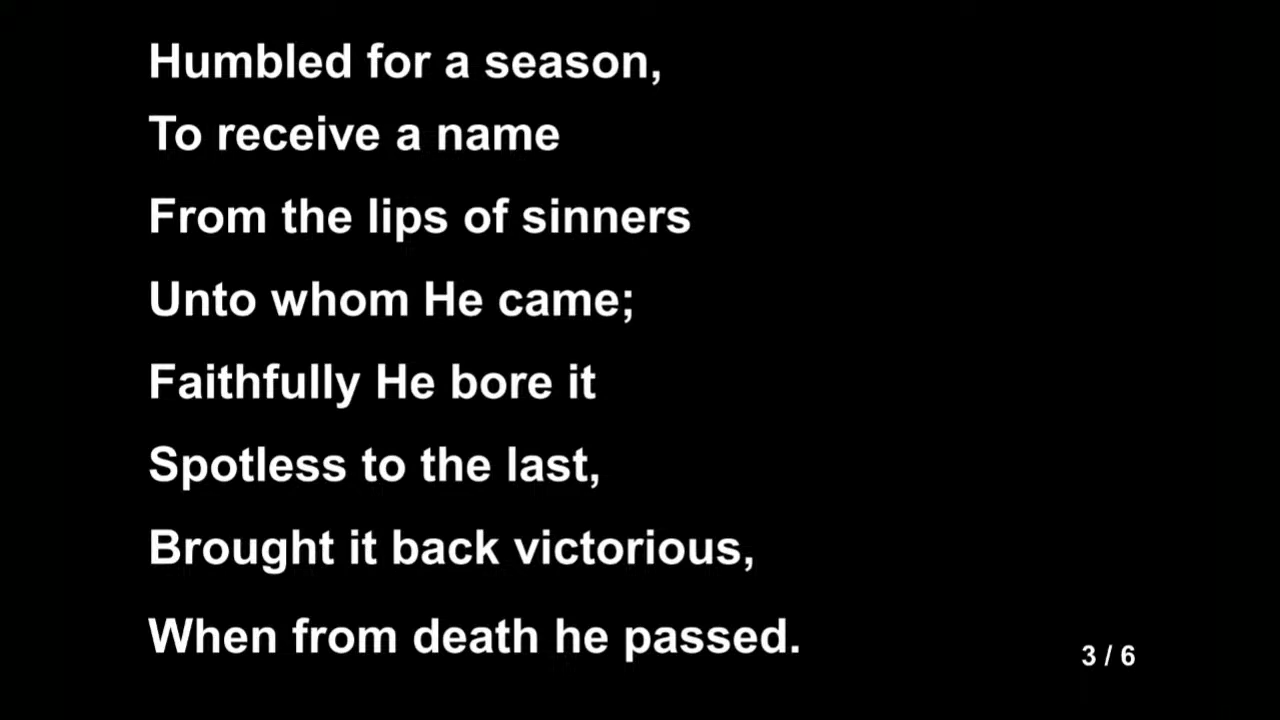 Humbled for a season,
To receive a name
From the lips of sinners
Unto whom He came;
Faithfully He bore it
Spotless to the last,
Brought it back victorious,
When from death he passed.
3 / 6